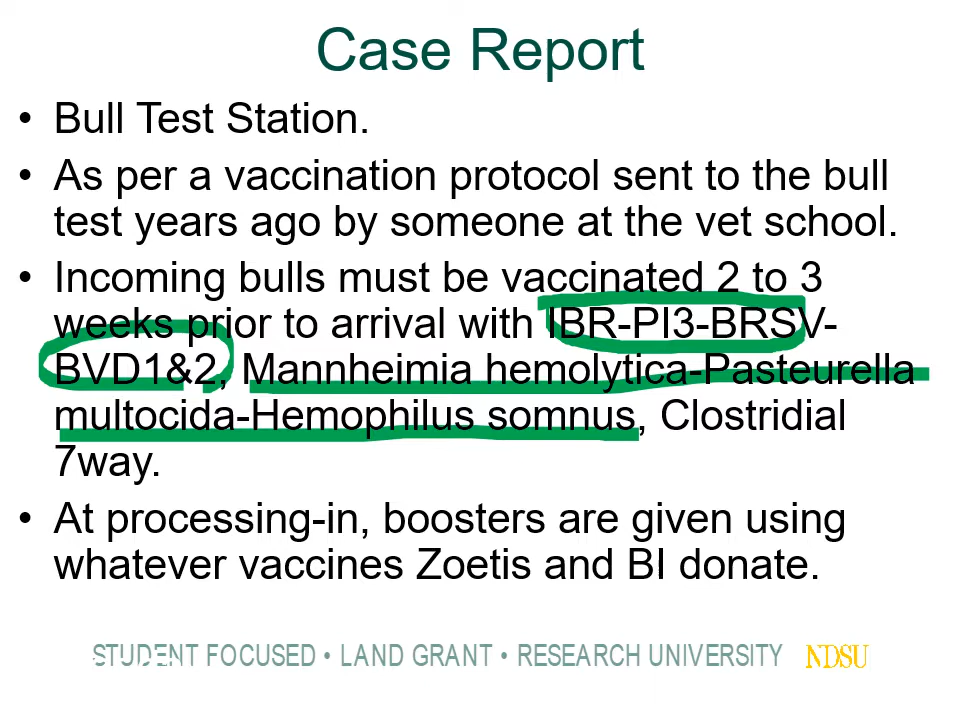 Case Report
• Bull Test Station.
• As per a vaccination protocol sent to the bull
test years ago by someone at the vet school.
• Incoming bulls must be vaccinated 2 to 3
weeks prior to arrival with IBR-PI3-BRSV-
BVD1&2, Mannheimia hemolytica-Pasteurella
multocida-Hemophilus somnus, Clostridial
7way.
• At processing-in, boosters are given using
whatever vaccines Zoetis and BI donate.
STUDENT FOCUSED • LAND GRANT • RESEARCH UNIVERSITY NDSU